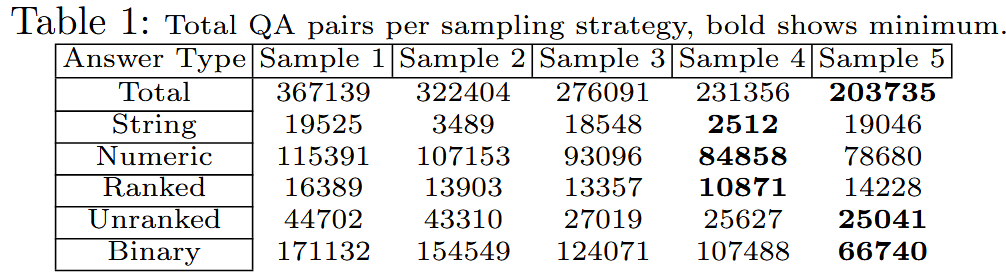 Table 1: Total QA pairs per sampling strategy, bold shows minimum.
Answer Type Sample 1 Sample 2 Sample 3 Sample 4 Sample 5
Total 367139 322404 276091 231356 203735
String 19525 3489 18548 2512 19046
Numeric 115391 107153 93096 84858 78680
Ranked 16389 13903 13357 10871 14228
Unranked 44702 43310 27019 25627 25041
Binary 171132 154549 124071 107488 66740